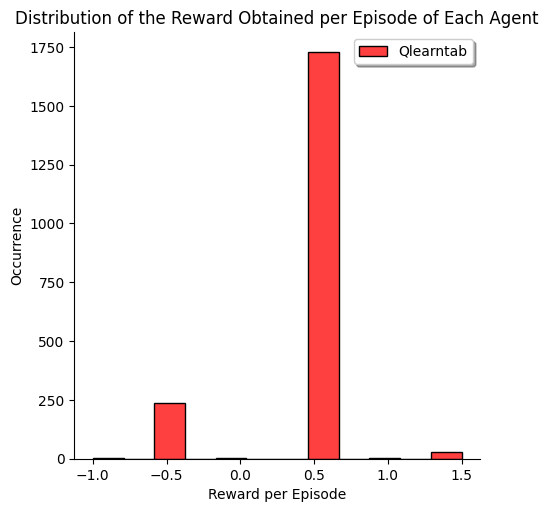 Distribution of the Reward Obtained per Episode of Each Agent
Qlearntab
1750
1500
1250
1000
750
500
250
0
Occurrence
−1.0 −0.5 0.0 0.5 1.0 1.5
Reward per Episode